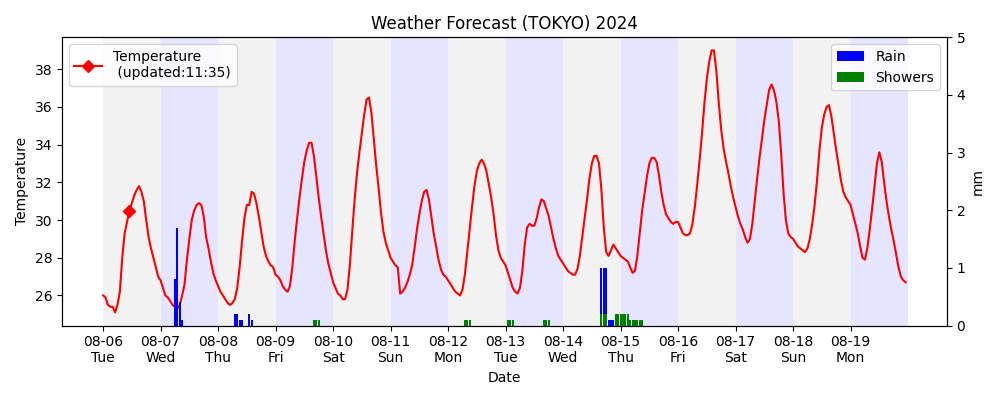 Weather Forecast (TOKYO) 2024
Temperature
(updated:11:35)
Rain
Showers
Temperature
38
36
34
32
30
28
26
5
4
3
2
1
0
mm
08-06 08-07 08-08 08-09 08-10 08-11 08-12 08-13 08-14 08-15 08-16 08-17 08-18 08-19
Tue Wed Thu Fri Sat Sun Mon Tue Wed Thu Fri Sat Sun Mon
Date